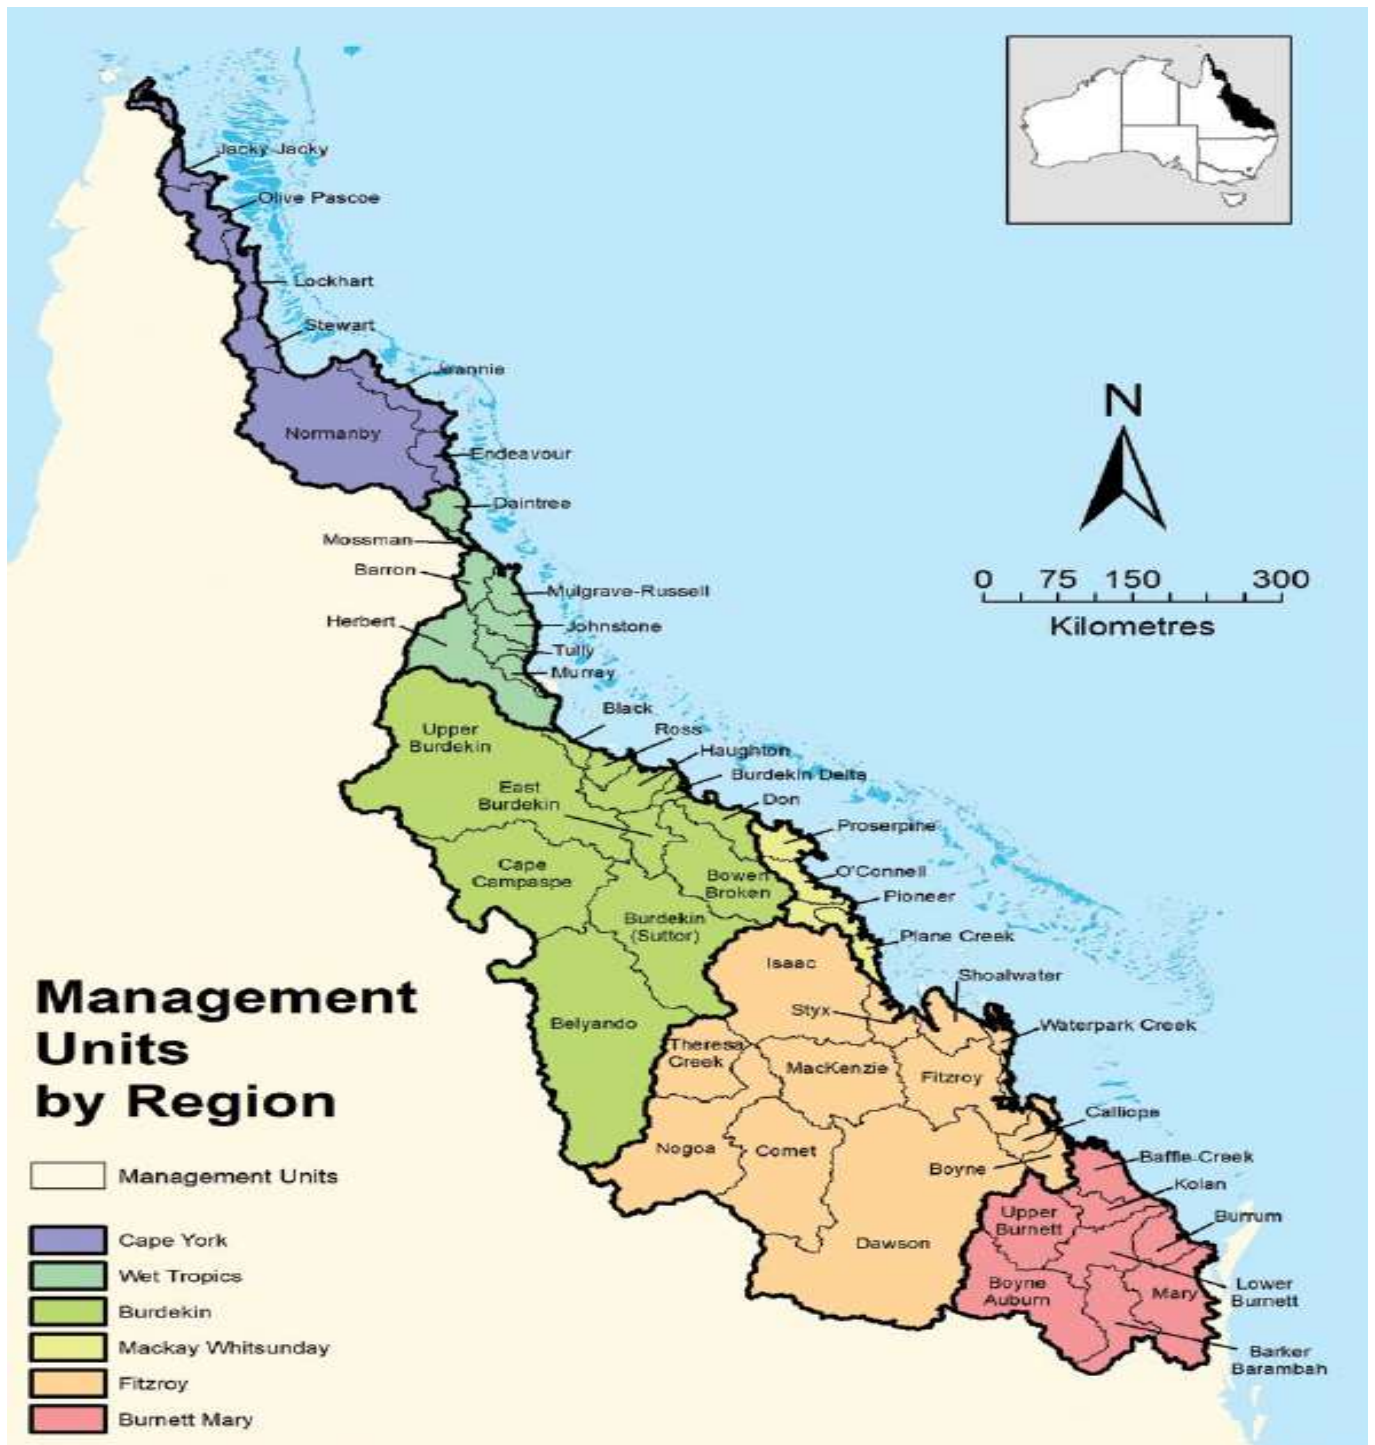 Jacky Jacky
Olive Pascoe
Lockhart
Stewart
Jeannie
Normanby
Endeavour
Daintree
Mossman
Barron
Mulgrave-Russell
Herbert
Johnstone
Tully
Murray
Black
Ross
Upper
Burdekin
Haughton
Burdekin Delta
East
Burdekin
Don
Proserpine
Cape
Campaspe
Bowen
Broken
O'Connell
Pioneer
Burdekin
(Suttor)
Plane Creek
Isaac
Shoalwater
Styx
Belyando
Waterpark Creek
Theresa
Creek
MacKenzie
Fitzroy
Calliope
Nogoa
Comet
Boyne
Baffle Creek
Kolan
Upper
Burnett
Burrum
Dawson
Boyne
Auburn
Mary
Lower
Burnett
Barker
Barambah
N
0 75 150 300
Kilometres
Management
Units
by Region
Management Units
Cape York
Wet Tropics
Burdekin
Mackay Whitsunday
Fitzroy
Burnett Mary